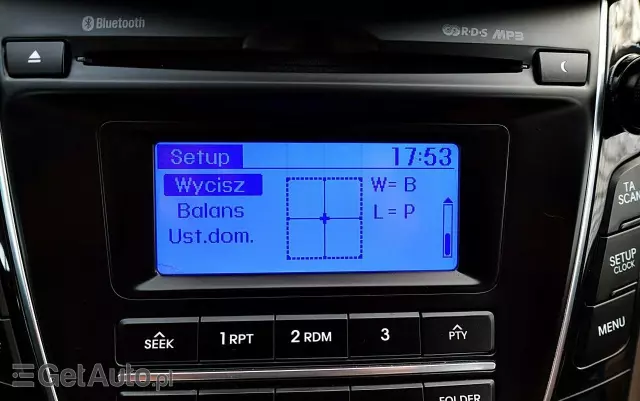 Bluetooth
R·D·S MP3
Setup 17:53
Wycisz W= B
Balans L = P
Ust.dom.
TA
SCAN
SETUP
CLOCK
MENU
SEEK 1 RPT 2 RDM 3 PTY
FOLDER
GetAuto.pl